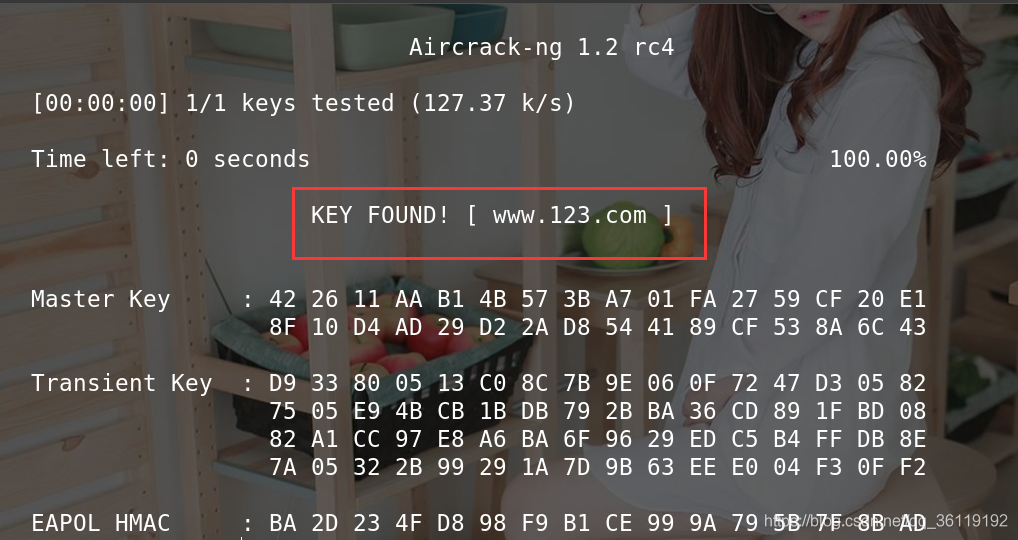 Aircrack-ng 1.2 rc4
[00:00:00] 1/1 keys tested (127.37 k/s)
Time left: 0 seconds 100.00%
KEY FOUND! [ www.123.com ]
Master Key : 42 26 11 AA B1 4B 57 3B A7 01 FA 27 59 CF 20 E1
8F 10 D4 AD 29 D2 2A D8 54 41 89 CF 53 8A 6C 43
Transient Key : D9 33 80 05 13 C0 8C 7B 9E 06 0F 72 47 D3 05 82
75 05 E9 4B CB 1B DB 79 2B BA 36 CD 89 1F BD 08
82 A1 CC 97 E8 A6 BA 6F 96 29 ED C5 B4 FF DB 8E
7A 05 32 2B 99 29 1A 7D 9B 63 EE E0 04 F3 0F F2
EAPOL HMAC : BA 2D 23 4F D8 98 F9 B1 CE 99 9A 79 5B 7F 8B AD